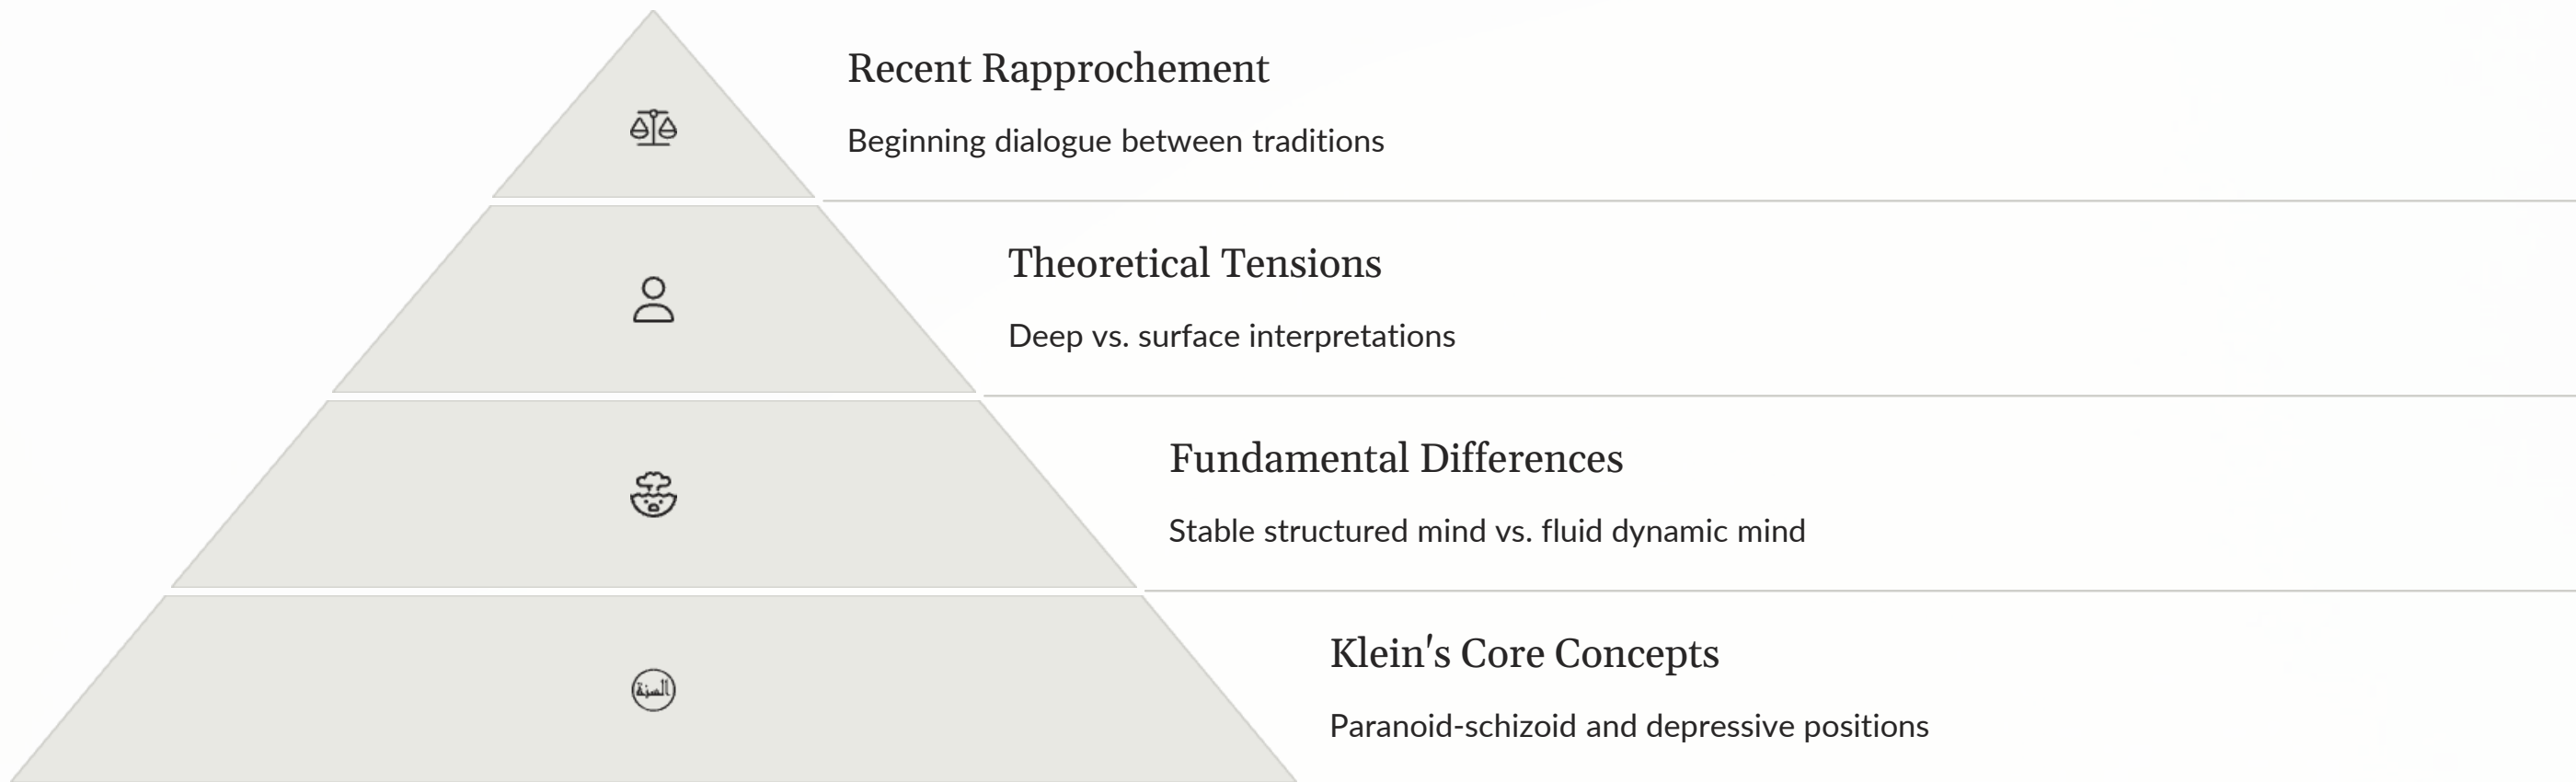 Recent Rapprochement
Beginning dialogue between traditions
Theoretical Tensions
Deep vs. surface interpretations
Fundamental Differences
Stable structured mind vs. fluid dynamic mind
Klein's Core Concepts
Paranoid-schizoid and depressive positions
السنة